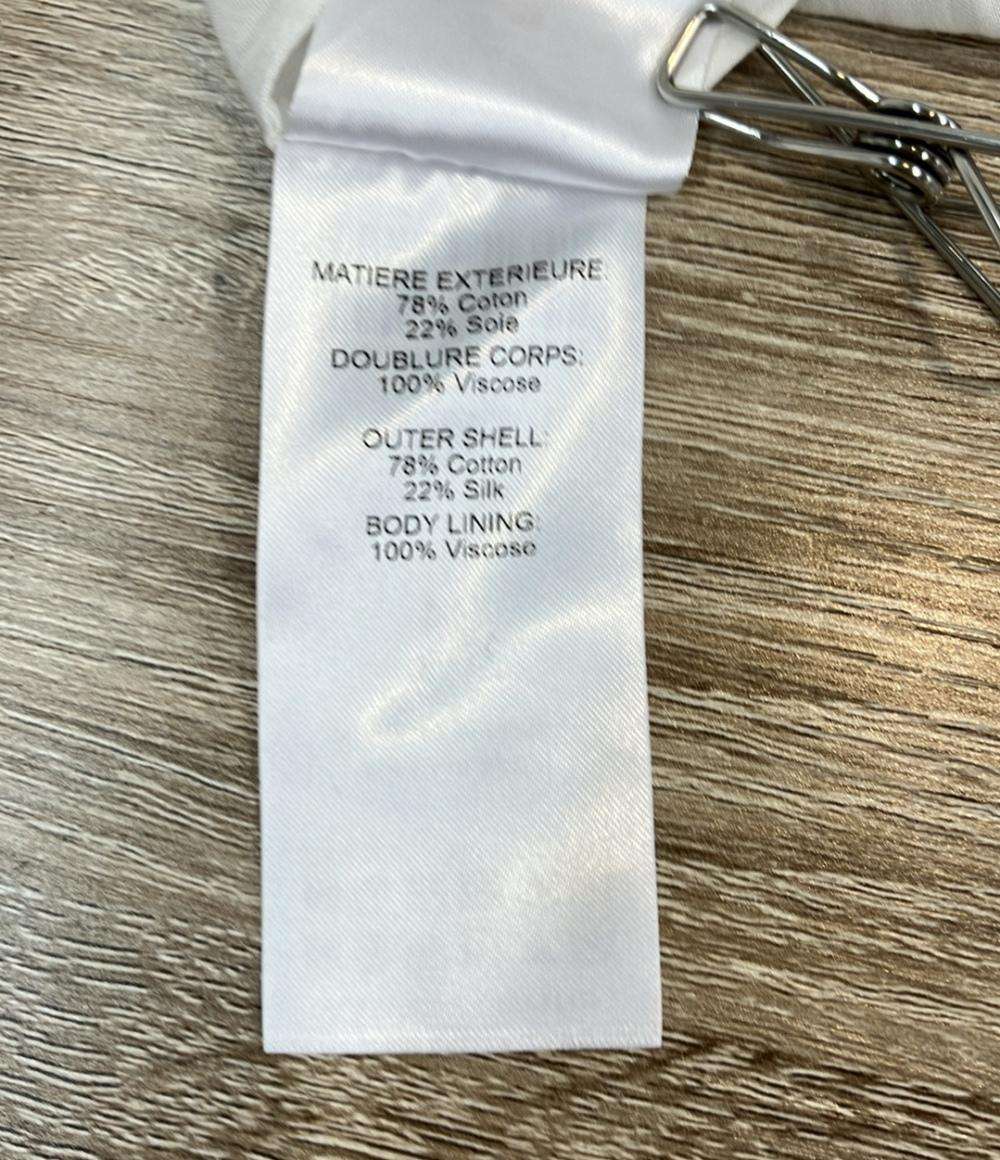 MATIERE EXTERIEURE:
78% Coton
22% Soie
DOUBLURE CORPS:
100% Viscose
OUTER SHELL:
78% Cotton
22% Silk
BODY LINING:
100% Viscose